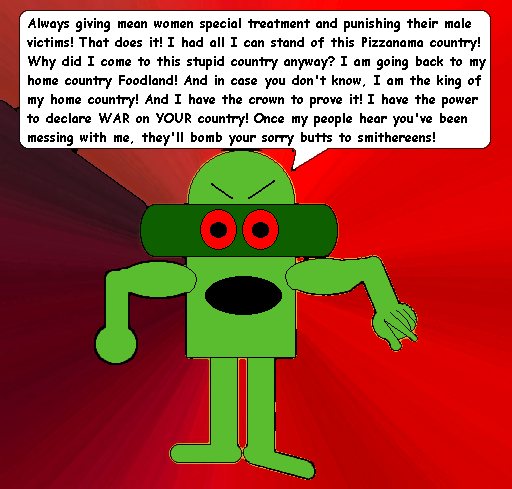 Always giving mean women special treatment and punishing their male
victims! That does it! I had all I can stand of this Pizzanama country!
Why did I come to this stupid country anyway? I am going back to my
home country Foodland! And in case you don't know, I am the king of
my home country! And I have the crown to prove it! I have the power
to declare WAR on YOUR country! Once my people hear you've been
messing with me, they'll bomb your sorry butts to smithereens!